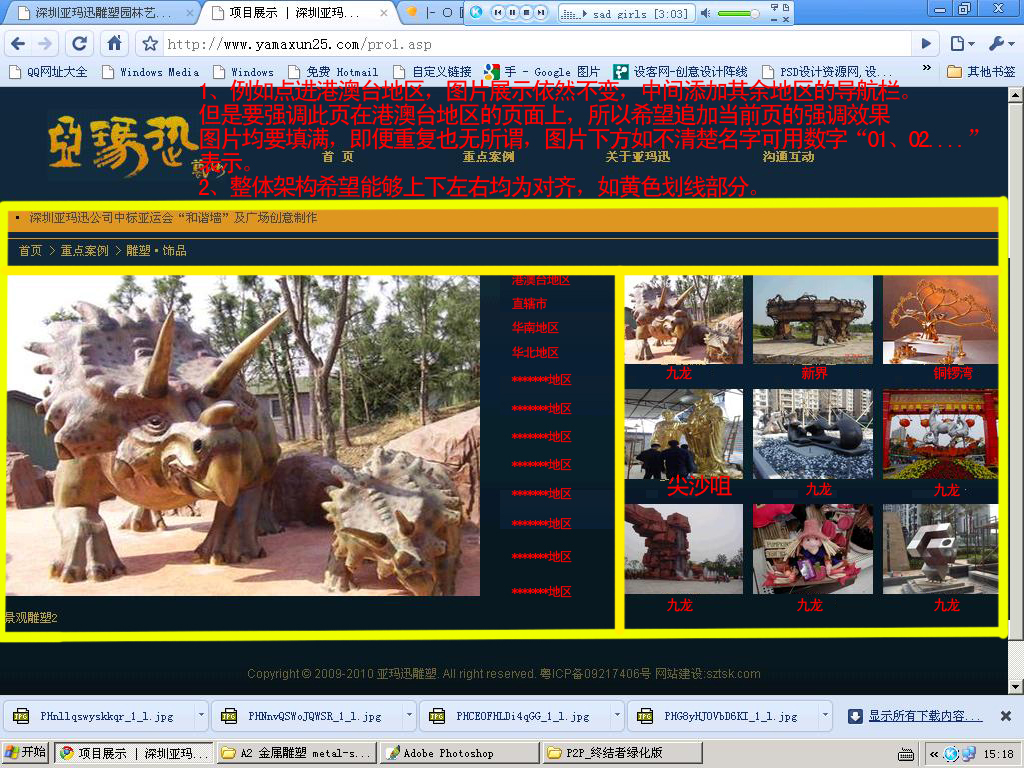 深圳亚玛迅雕塑园林艺...
项目展示 | 深圳亚玛...
sad girls [3:03]
http://www.yamaxun25.com/pro1.asp
QQ网址大全
Windows Media
Windows
免费 Hotmail
自定义链接
手 - Google 图片
设客网-创意设计阵线
PSD设计资源网,设...
»
其他书签
1、例如点进港澳台地区，图片展示依然不变，中间添加其余地区的导航栏。
但是要强调此页在港澳台地区的页面上，所以希望追加当前页的强调效果
图片均要填满，即便重复也无所谓，图片下方如不清楚名字可用数字“01、02...”
表示。
2、整体架构希望能够上下左右均为对齐，如黄色划线部分。
亚玛迅
首 页
重点案例
关于亚玛迅
沟通互动
深圳亚玛迅公司中标亚运会“和谐墙”及广场创意制作
首页 > 重点案例 > 雕塑·饰品
港澳台地区
直辖市
华南地区
华北地区
*******地区
*******地区
*******地区
*******地区
*******地区
*******地区
*******地区
*******地区
九龙
新界
铜锣湾
尖沙咀
九龙
九龙
九龙
九龙
九龙
景观雕塑2
Copyright © 2009-2010 亚玛迅雕塑. All right reserved. 粤ICP备09217406号 网站建设:sztsk.com
PHnllqswyskkqr_1_l.jpg
PHNnvQSWoJQWSR_1_l.jpg
PHCEOFHLDi4qGG_1_l.jpg
PHG8yHJOVbD6KI_1_l.jpg
显示所有下载内容...
开始
项目展示 | 深圳亚玛...
A2 金属雕塑 metal-s...
Adobe Photoshop
P2P_终结者绿化版
«
15:18